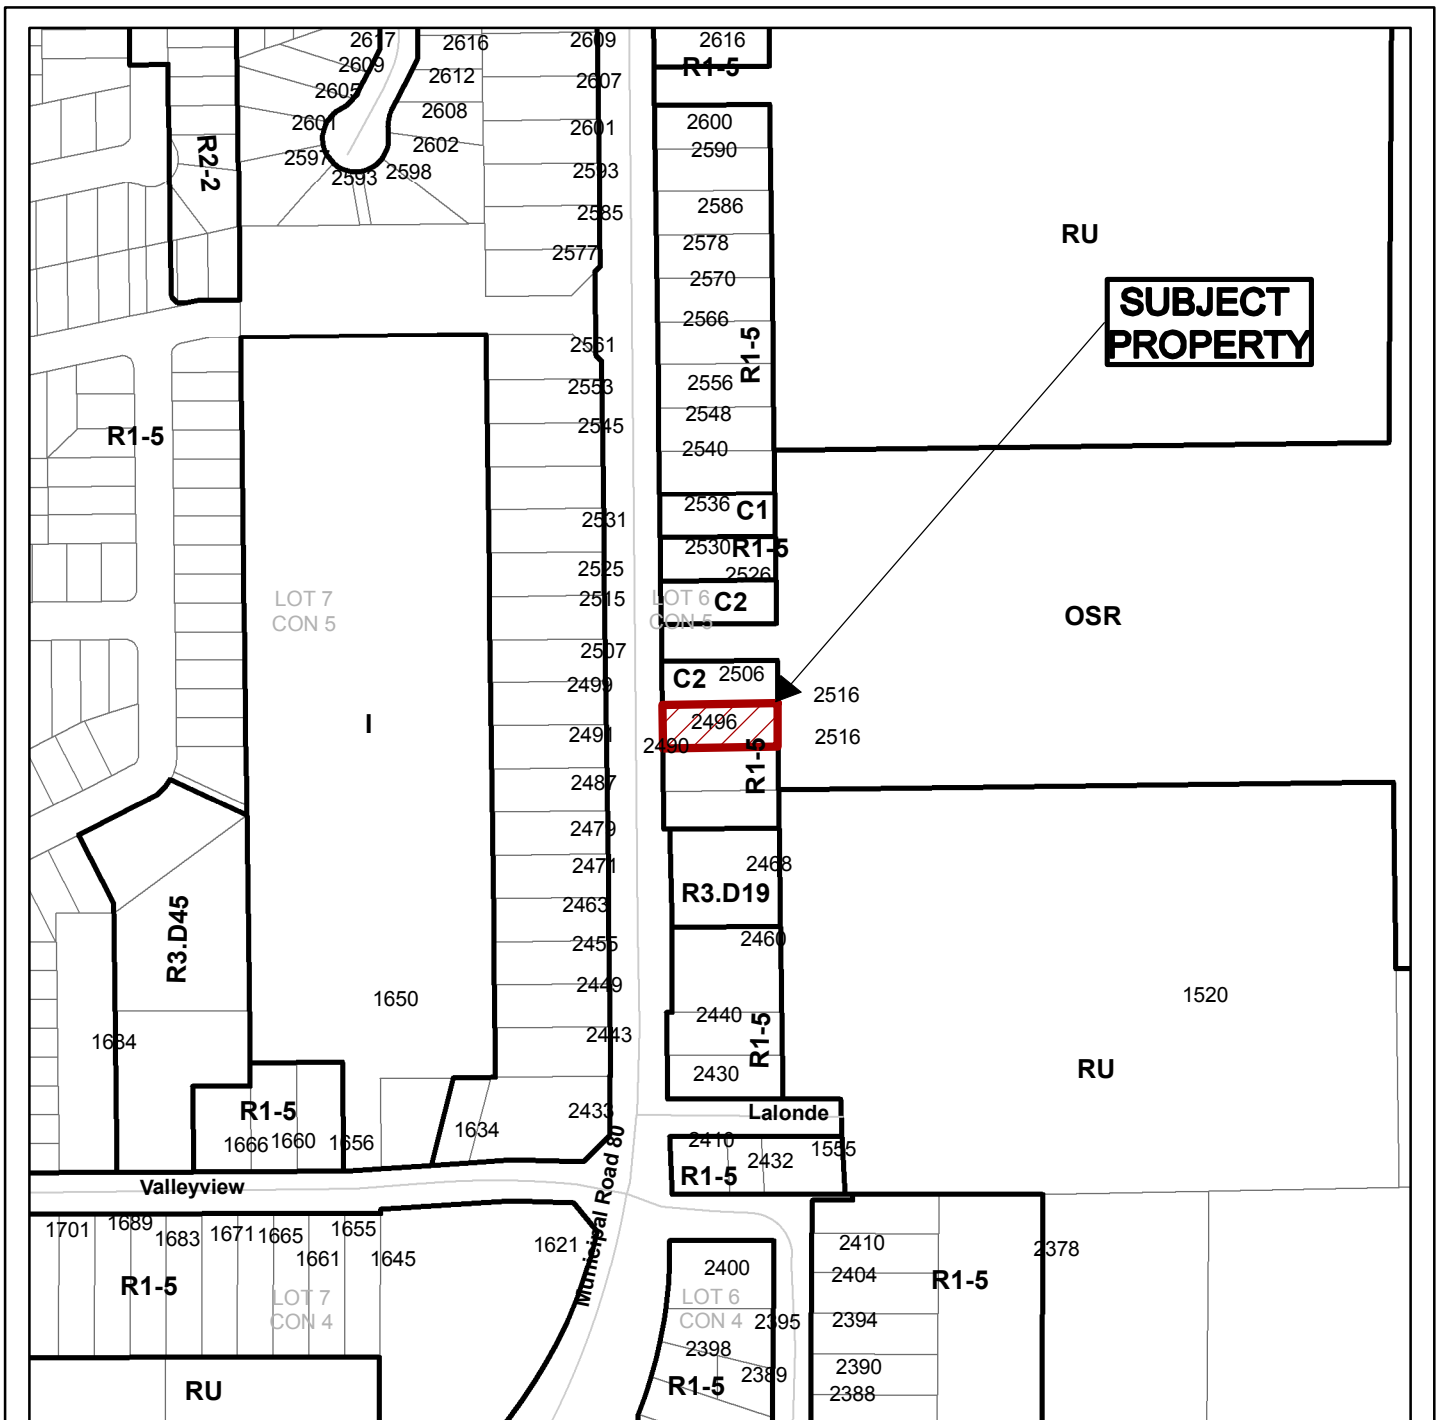 2617
2616
2609
2616
2609
R1-5
2605
2612
2607
2601
2608
2600
2601
2597
2602
2590
R2-2
2593
2598
2593
2586
2585
2578
RU
2577
2570
SUBJECT
PROPERTY
2566
2561
R1-5
2553
2556
2545
2548
R1-5
2540
2536
C1
2531
2530
R1-5
2525
2526
LOT 7
CON 5
2515
LOT 6
CON 5
C2
OSR
2507
2499
C2
2506
2516
I
2491
2496
2516
2490
R1-5
2487
2479
2471
2468
R3.D19
2463
R3.D45
2455
2460
2449
1650
1520
2440
2443
R1-5
1684
2430
RU
R1-5
2433
Lalonde
1666
1660
1656
1634
2410
1555
2432
R1-5
Valleyview
Municipal Road 80
1701
1689
1683
1671
1665
1661
1655
1645
1621
2410
2378
2400
2404
R1-5
R1-5
LOT 7
CON 4
LOT 6
CON 4
2395
2394
2398
2390
2389
2388
RU
R1-5